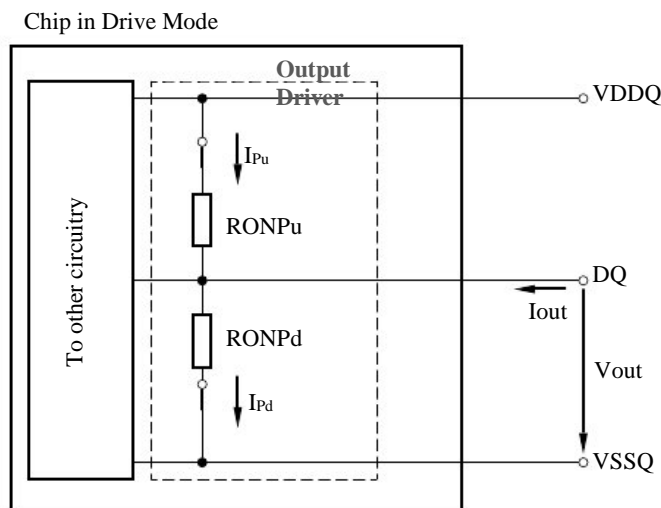 Chip in Drive Mode
Output
Driver
VDDQ
IPu
RONPu
To other circuitry
DQ
Iout
RONPd
Vout
IPd
VSSQ